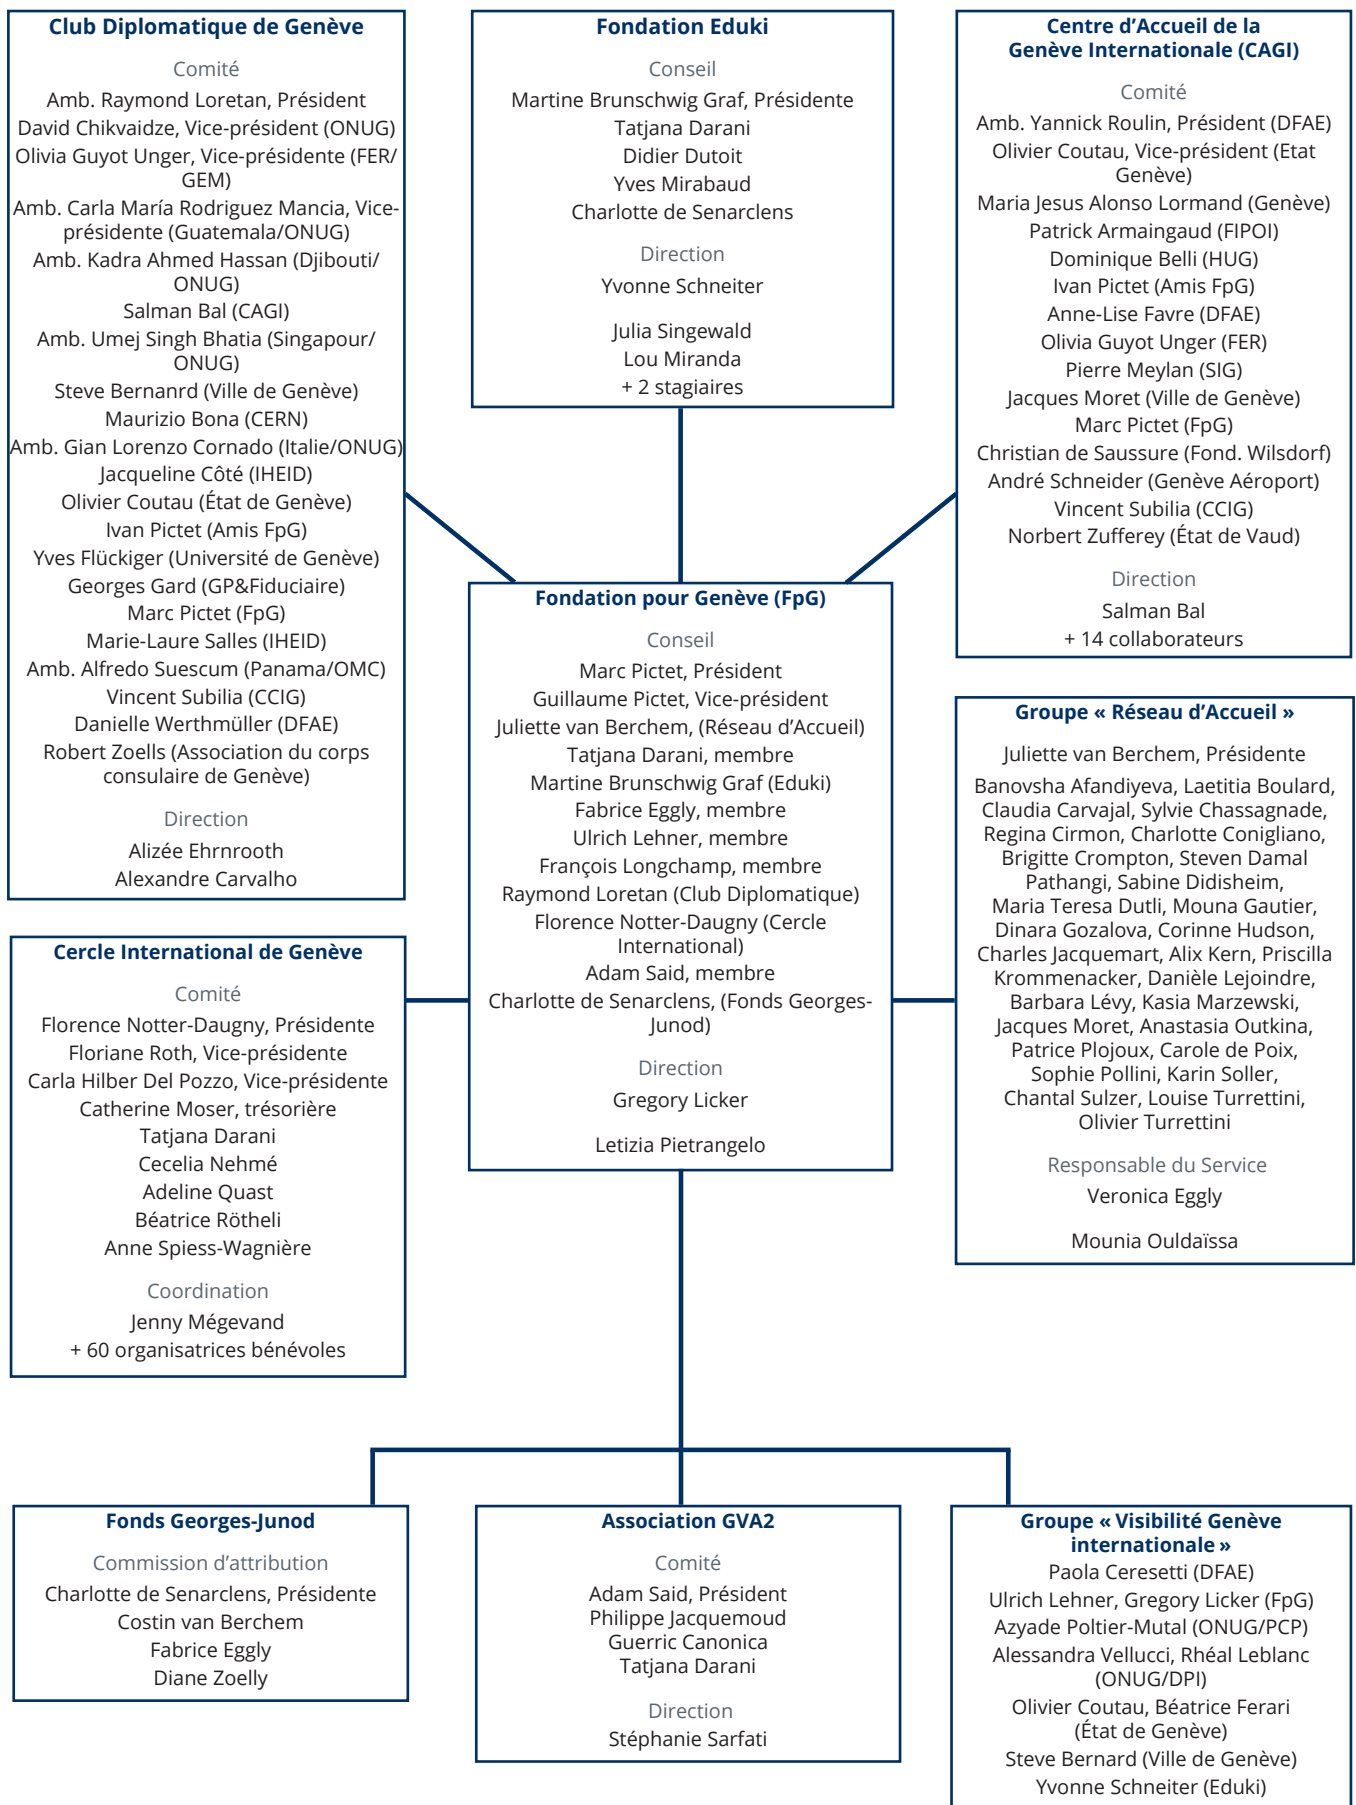 Club Diplomatique de Genève
Comité
Amb. Raymond Loretan, Président
David Chikvaidze, Vice-président (ONUG)
Olivia Guyot Unger, Vice-présidente (FER/
GEM)
Amb. Carla María Rodriguez Mancia, Vice-
présidente (Guatemala/ONUG)
Amb. Kadra Ahmed Hassan (Djibouti/
ONUG)
Salman Bal (CAGI)
Amb. Umej Singh Bhatia (Singapour/
ONUG)
Steve Bernanrd (Ville de Genève)
Maurizio Bona (CERN)
Amb. Gian Lorenzo Cornado (Italie/ONUG)
Jacqueline Côté (IHEID)
Olivier Coutau (État de Genève)
Ivan Pictet (Amis FpG)
Yves Flückiger (Université de Genève)
Georges Gard (GP&Fiduciaire)
Marc Pictet (FpG)
Marie-Laure Salles (IHEID)
Amb. Alfredo Suescum (Panama/OMC)
Vincent Subilia (CCIG)
Danielle Werthmüller (DFAE)
Robert Zoells (Association du corps
consulaire de Genève)
Direction
Alizée Ehrnrooth
Alexandre Carvalho
Fondation Eduki
Conseil
Martine Brunschwig Graf, Présidente
Tatjana Darani
Didier Dutoit
Yves Mirabaud
Charlotte de Senarclens
Direction
Yvonne Schneiter
Julia Singewald
Lou Miranda
+ 2 stagiaires
Centre d’Accueil de la
Genève Internationale (CAGI)
Comité
Amb. Yannick Roulin, Président (DFAE)
Olivier Coutau, Vice-président (Etat
Genève)
Maria Jesus Alonso Lormand (Genève)
Patrick Armaingaud (FIPOI)
Dominique Belli (HUG)
Ivan Pictet (Amis FpG)
Anne-Lise Favre (DFAE)
Olivia Guyot Unger (FER)
Pierre Meylan (SIG)
Jacques Moret (Ville de Genève)
Marc Pictet (FpG)
Christian de Saussure (Fond. Wilsdorf)
André Schneider (Genève Aéroport)
Vincent Subilia (CCIG)
Norbert Zufferey (État de Vaud)
Direction
Salman Bal
+ 14 collaborateurs
Fondation pour Genève (FpG)
Conseil
Marc Pictet, Président
Guillaume Pictet, Vice-président
Juliette van Berchem, (Réseau d’Accueil)
Tatjana Darani, membre
Martine Brunschwig Graf (Eduki)
Fabrice Eggly, membre
Ulrich Lehner, membre
François Longchamp, membre
Raymond Loretan (Club Diplomatique)
Florence Notter-Daugny (Cercle
International)
Adam Said, membre
Charlotte de Senarclens, (Fonds Georges-
Junod)
Direction
Gregory Licker
Letizia Pietrangelo
Groupe « Réseau d’Accueil »
Juliette van Berchem, Présidente
Banovsha Afandiyeva, Laetitia Boulard,
Claudia Carvajal, Sylvie Chassagnade,
Regina Cirmon, Charlotte Conigliano,
Brigitte Crompton, Steven Damal
Pathangi, Sabine Didisheim,
Maria Teresa Dutli, Mouna Gautier,
Dinara Gozalova, Corinne Hudson,
Charles Jacquemart, Alix Kern, Priscilla
Krommenacker, Danièle Lejoindre,
Barbara Lévy, Kasia Marzewski,
Jacques Moret, Anastasia Outkina,
Patrice Plojoux, Carole de Poix,
Sophie Pollini, Karin Soller,
Chantal Sulzer, Louise Turrettini,
Olivier Turrettini
Responsable du Service
Veronica Eggly
Mounia Ouldaïssa
Cercle International de Genève
Comité
Florence Notter-Daugny, Présidente
Floriane Roth, Vice-présidente
Carla Hilber Del Pozzo, Vice-présidente
Catherine Moser, trésorière
Tatjana Darani
Cecelia Nehmé
Adeline Quast
Béatrice Rötheli
Anne Spiess-Wagnière
Coordination
Jenny Mégevand
+ 60 organisatrices bénévoles
Fonds Georges-Junod
Commission d’attribution
Charlotte de Senarclens, Présidente
Costin van Berchem
Fabrice Eggly
Diane Zoelly
Association GVA2
Comité
Adam Said, Président
Philippe Jacquemoud
Guerric Canonica
Tatjana Darani
Direction
Stéphanie Sarfati
Groupe « Visibilité Genève
internationale »
Paola Ceresetti (DFAE)
Ulrich Lehner, Gregory Licker (FpG)
Azyade Poltier-Mutal (ONUG/PCP)
Alessandra Vellucci, Rhéal Leblanc
(ONUG/DPI)
Olivier Coutau, Béatrice Ferari
(État de Genève)
Steve Bernard (Ville de Genève)
Yvonne Schneiter (Eduki)